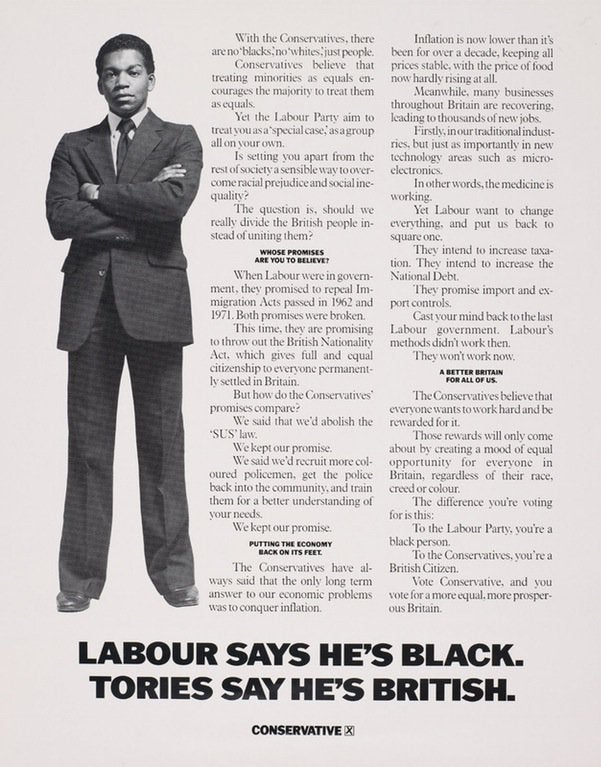 With the Conservatives, there
are no 'blacks', no 'whites', just people.
Conservatives believe that
treating minorities as equals en-
courages the majority to treat them
as equals.
Yet the Labour Party aim to
treat you as a 'special case', as a group
all on your own.
Is setting you apart from the
rest of society a sensible way to over-
come racial prejudice and social ine-
quality?
The question is, should we
really divide the British people in-
stead of uniting them?
WHOSE PROMISES
ARE YOU TO BELIEVE?
When Labour were in govern-
ment, they promised to repeal Im-
migration Acts passed in 1962 and
1971. Both promises were broken.
This time, they are promising
to throw out the British Nationality
Act, which gives full and equal
citizenship to everyone permanent-
ly settled in Britain.
But how do the Conservatives'
promises compare?
We said that we'd abolish the
'SUS' law.
We kept our promise.
We said we'd recruit more col-
oured policemen, get the police
back into the community, and train
them for a better understanding of
your needs.
We kept our promise.
PUTTING THE ECONOMY
BACK ON ITS FEET.
The Conservatives have al-
ways said that the only long term
answer to our economic problems
was to conquer inflation.
Inflation is now lower than it's
been for over a decade, keeping all
prices stable, with the price of food
now hardly rising at all.
Meanwhile, many businesses
throughout Britain are recovering,
leading to thousands of new jobs.
Firstly, in our traditional indust-
ries, but just as importantly in new
technology areas such as micro-
electronics.
In other words, the medicine is
working.
Yet Labour want to change
everything, and put us back to
square one.
They intend to increase taxa-
tion. They intend to increase the
National Debt.
They promise import and ex-
port controls.
Cast your mind back to the last
Labour government. Labour's
methods didn't work then.
They won't work now.
A BETTER BRITAIN
FOR ALL OF US.
The Conservatives believe that
everyone wants to work hard and be
rewarded for it.
Those rewards will only come
about by creating a mood of equal
opportunity for everyone in
Britain, regardless of their race,
creed or colour.
The difference you're voting
for is this:
To the Labour Party, you're a
black person.
To the Conservatives, you're a
British Citizen.
Vote Conservative, and you
vote for a more equal, more prosper-
ous Britain.
LABOUR SAYS HE'S BLACK.
TORIES SAY HE'S BRITISH.
CONSERVATIVE X